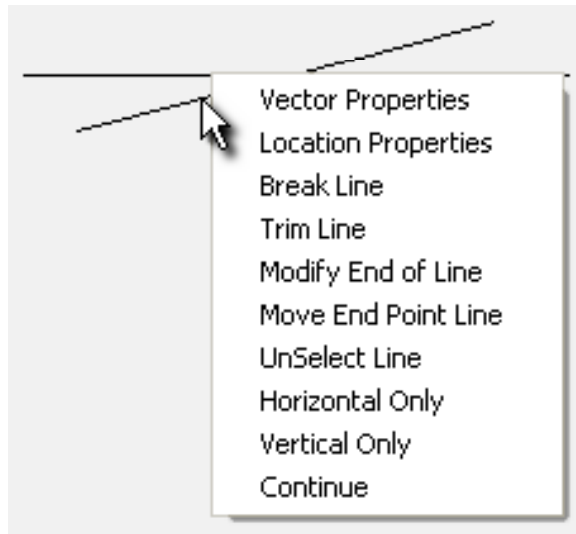 Vector Properties
Location Properties
Break Line
Trim Line
Modify End of Line
Move End Point Line
UnSelect Line
Horizontal Only
Vertical Only
Continue